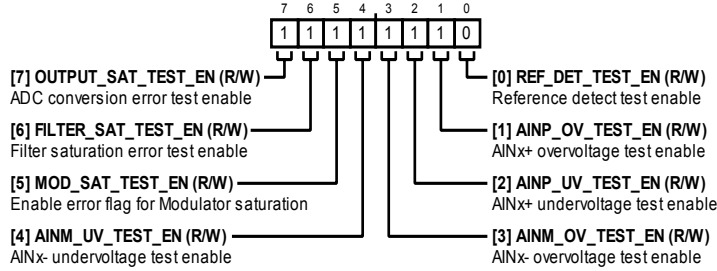 7 6 5 4 3 2 1 0
1 1 1 1 1 1 1 0
[7] OUTPUT_SAT_TEST_EN (R/W)
ADC conversion error test enable
[6] FILTER_SAT_TEST_EN (R/W)
Filter saturation error test enable
[5] MOD_SAT_TEST_EN (R/W)
Enable error flag for Modulator saturation
[4] AINM_UV_TEST_EN (R/W)
AINx- undervoltage test enable
[0] REF_DET_TEST_EN (R/W)
Reference detect test enable
[1] AINP_OV_TEST_EN (R/W)
AINx+ overvoltage test enable
[2] AINP_UV_TEST_EN (R/W)
AINx+ undervoltage test enable
[3] AINM_OV_TEST_EN (R/W)
AINx- overvoltage test enable